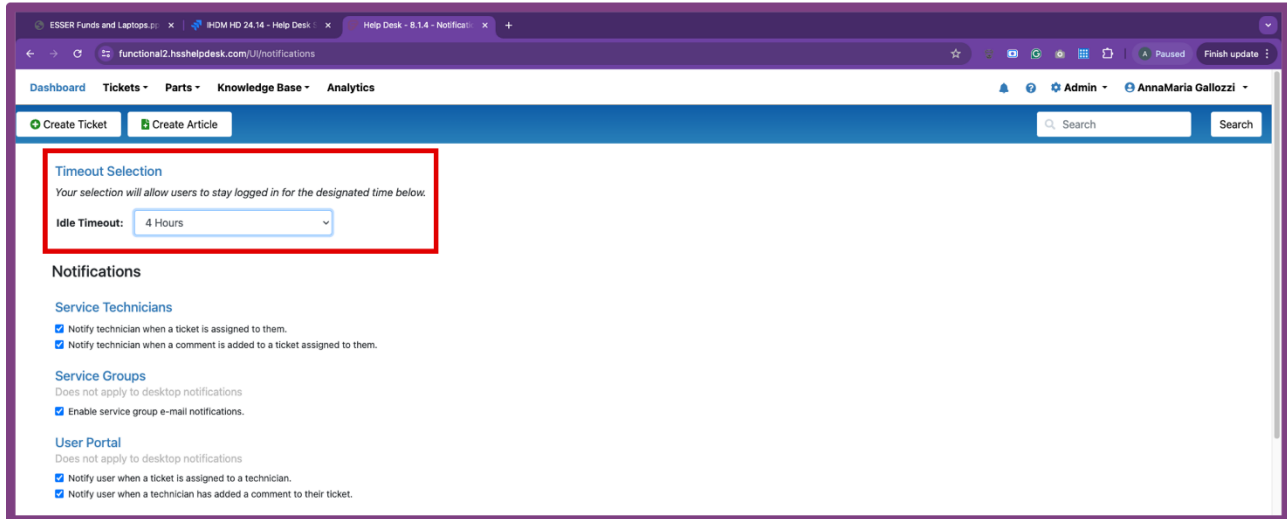 ESSER Funds and Laptops.pp
IHDM HD 24.14 - Help Desk
Help Desk - 8.1.4 - Notificati
functional2.hsshelpdesk.com/UI/notifications
A Paused
Finish update
Dashboard Tickets Parts Knowledge Base Analytics
Admin AnnaMaria Gallozzi
Create Ticket Create Article
Search Search
Timeout Selection
Your selection will allow users to stay logged in for the designated time below.
Idle Timeout: 4 Hours
Notifications
Service Technicians
Notify technician when a ticket is assigned to them.
Notify technician when a comment is added to a ticket assigned to them.
Service Groups
Does not apply to desktop notifications
Enable service group e-mail notifications.
User Portal
Does not apply to desktop notifications
Notify user when a ticket is assigned to a technician.
Notify user when a technician has added a comment to their ticket.